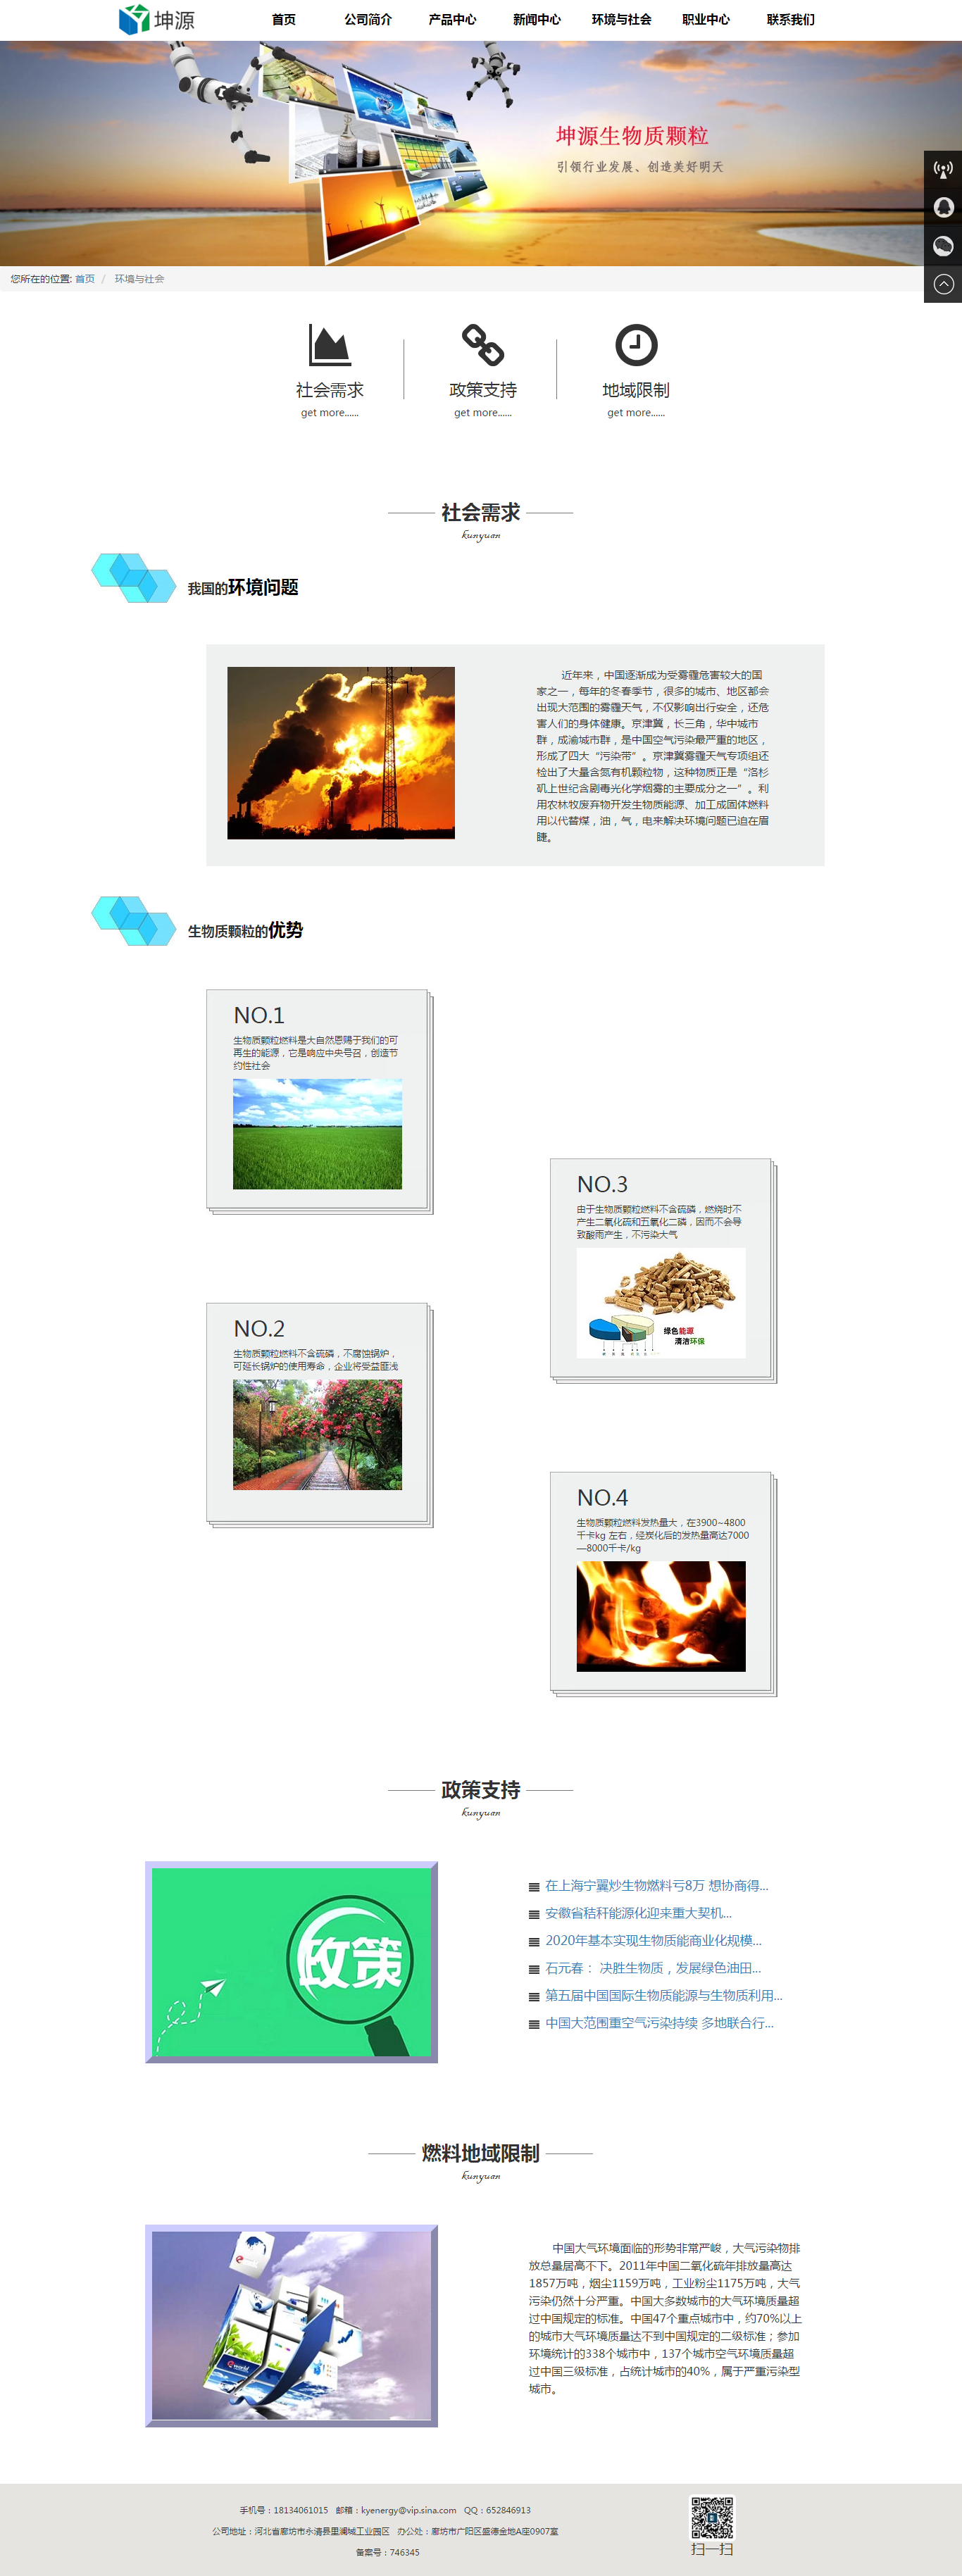 坤源
首页 公司简介 产品中心 新闻中心 环境与社会 职业中心 联系我们
坤源生物质颗粒
引领行业发展、创造美好明天
您所在的位置: 首页 / 环境与社会
社会需求 政策支持 地域限制
get more...... get more...... get more......
社会需求
kunyuan
我国的环境问题
近年来，中国逐渐成为受雾霾危害较大的国
家之一，每年的冬春季节，很多的城市、地区都会
出现大范围的雾霾天气，不仅影响出行安全，还危
害人们的身体健康。京津冀，长三角，华中城市
群，成渝城市群，是中国空气污染最严重的地区，
形成了四大“污染带”。京津冀雾霾天气专项组还
检出了大量含氮有机颗粒物，这种物质正是“洛杉
矶上世纪含剧毒光化学烟雾的主要成分之一”。利
用农林牧废弃物开发生物质能源、加工成固体燃料
用以代替煤，油，气，电来解决环境问题已迫在眉
睫。
生物质颗粒的优势
NO.1
生物质颗粒燃料是大自然恩赐于我们的可
再生的能源，它是响应中央号召，创造节
约性社会
NO.3
由于生物质颗粒燃料不含硫磷，燃烧时不
产生二氧化硫和五氧化二磷，因而不会导
致酸雨产生，不污染大气
绿色能源
清洁环保
NO.2
生物质颗粒燃料不含硫磷，不腐蚀锅炉，
可延长锅炉的使用寿命，企业将受益匪浅
NO.4
生物质颗粒燃料发热量大，在3900~4800
千卡kg 左右，经炭化后的发热量高达7000
—8000千卡/kg
政策支持
kunyuan
政策
在上海宁翼炒生物燃料亏8万 想协商得...
安徽省秸秆能源化迎来重大契机...
2020年基本实现生物质能商业化规模...
石元春： 决胜生物质，发展绿色油田...
第五届中国国际生物质能源与生物质利用...
中国大范围重空气污染持续 多地联合行...
燃料地域限制
kunyuan
中国大气环境面临的形势非常严峻，大气污染物排
放总量居高不下。2011年中国二氧化硫年排放量高达
1857万吨，烟尘1159万吨，工业粉尘1175万吨，大气
污染仍然十分严重。中国大多数城市的大气环境质量超
过中国规定的标准。中国47个重点城市中，约70%以上
的城市大气环境质量达不到中国规定的二级标准；参加
环境统计的338个城市中，137个城市空气环境质量超
过中国三级标准，占统计城市的40%，属于严重污染型
城市。
手机号：18134061015 邮箱：kyenergy@vip.sina.com QQ：652846913
公司地址：河北省廊坊市永清县里澜城工业园区 办公处：廊坊市广阳区盛德金地A座0907室
备案号：746345
扫一扫